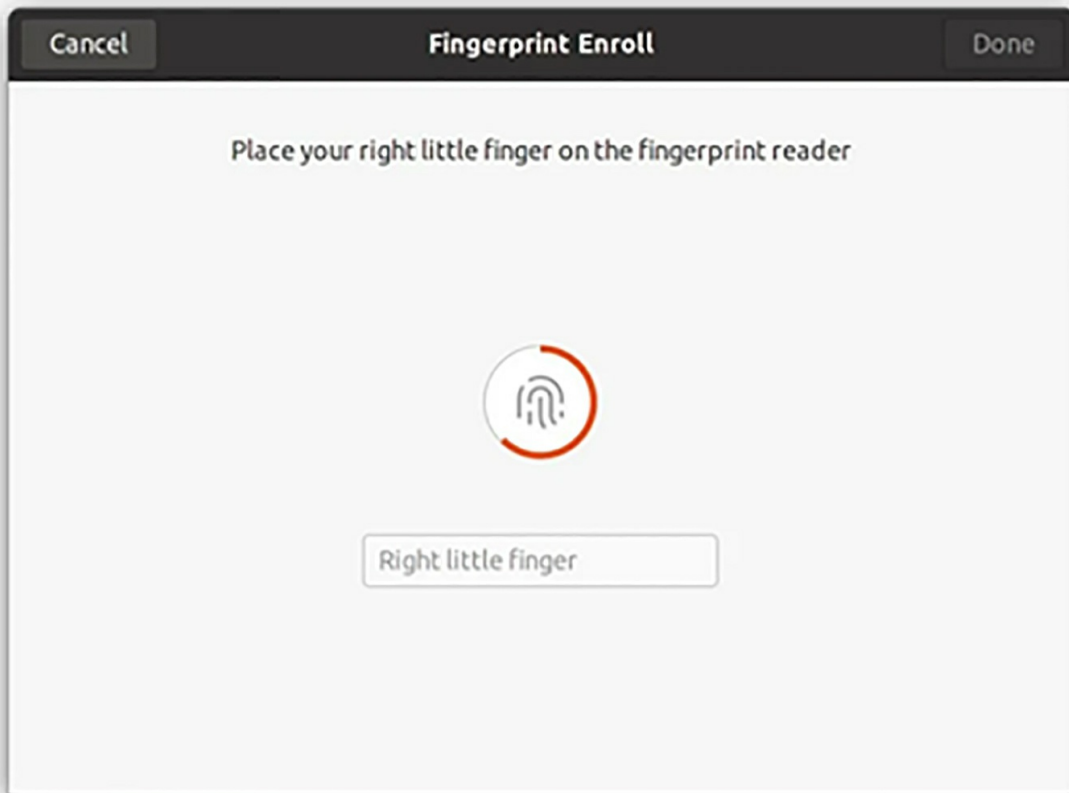 Cancel Fingerprint Enroll Done
Place your right little finger on the fingerprint reader
Right little finger